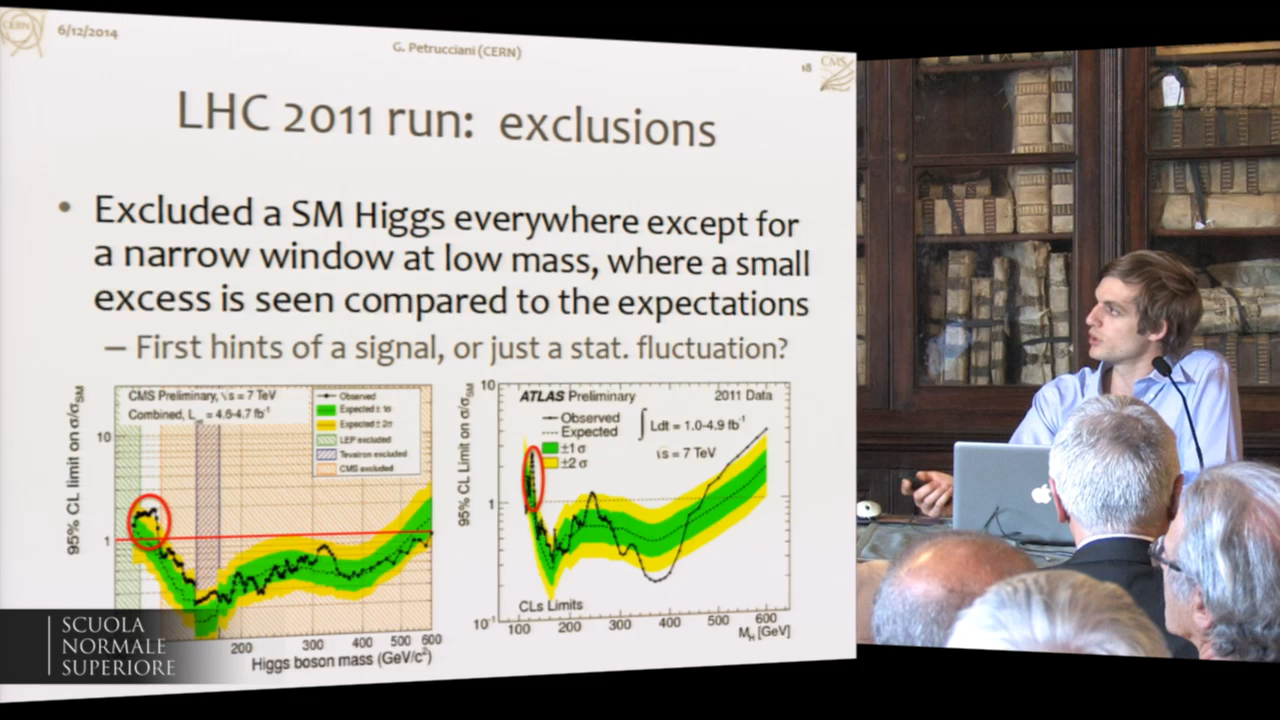 CERN
6/12/2014
G. Petrucciani (CERN)
18
CMS
LHC 2011 run: exclusions
• Excluded a SM Higgs everywhere except for
a narrow window at low mass, where a small
excess is seen compared to the expectations
– First hints of a signal, or just a stat. fluctuation?
95% CL limit on σ/σSM
CMS Preliminary, √s = 7 TeV
Combined, L = 4.6-4.7 fb-1
Observed
Expected ± 1σ
Expected ± 2σ
LEP excluded
Tevatron excluded
CMS excluded
10
1
200
300
400
500
600
Higgs boson mass (GeV/c2)
95% CL Limit on σ/σSM
ATLAS Preliminary
2011 Data
Observed
Expected
±1 σ
±2 σ
∫ Ldt = 1.0-4.9 fb-1
√s = 7 TeV
10
1
10-1
CLs Limits
100
200
300
400
500
600
MH [GeV]
SCUOLA
NORMALE
SUPERIORE